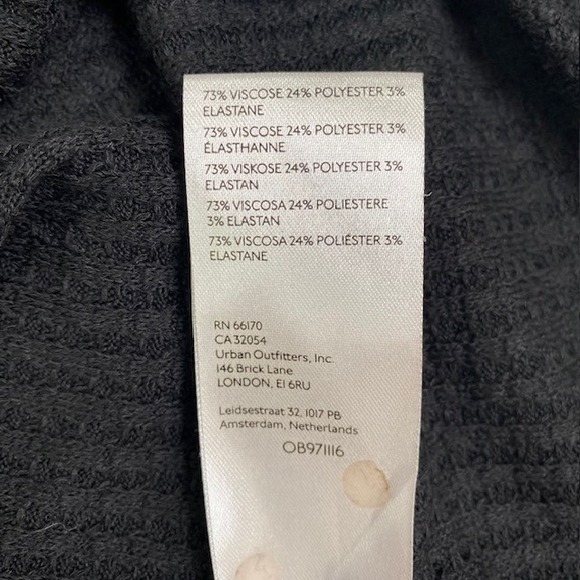 73% VISCOSE 24% POLYESTER 3%
ELASTANE
73% VISCOSE 24% POLYESTER 3%
ÉLASTHANNE
73% VISKOSE 24% POLYESTER 3%
ELASTAN
73% VISCOSA 24% POLIESTERE
3% ELASTAN
73% VISCOSA 24% POLIÉSTER 3%
ELASTANE
RN 66170
CA 32054
Urban Outfitters, Inc.
146 Brick Lane
LONDON, E1 6RU
Leidsestraat 32, 1017 PB
Amsterdam, Netherlands
OB971116